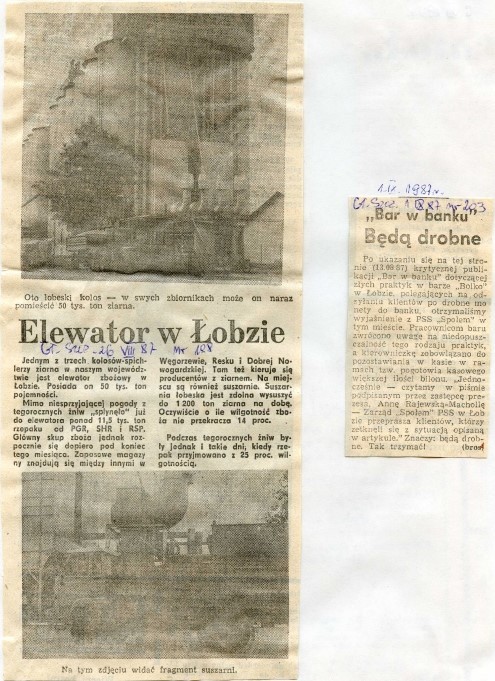 Oto łobeski kolos — w swych zbiornikach może on naraz
pomieścić 50 tys. ton ziarna.
Elewator w Łobzie
Gł. Szcz. 26 VIII 87 nr 198
Jednym z trzech kolosów-spich-
lerzy ziarna w naszym wojewódz-
twie jest elewator zbożowy w
Łobzie. Posiada on 50 tys. ton
pojemności.
Mimo niesprzyjającej pogody z
tegorocznych żniw „spłynęło” już
do elewatora ponad 11,5 tys. ton
rzepaku od PGR, SHR i RSP.
Główny skup zboża jednak roz-
pocznie się dopiero pod koniec
tego miesiąca. Zapasowe magazy
ny znajdują się między innymi w
Węgorzewie, Resku i Dobrej No-
wogardzkiej. Tam też kieruje się
producentów z ziarnem. Na miej-
scu są również suszarnie. Suszar-
nia łobeska jest zdolna wysuszyć
do 1200 ton ziarna na dobę.
Oczywiście o ile wilgotność zbo-
ża nie przekracza 14 proc.
Podczas tegorocznych żniw by-
ły jednak i takie dni, kiedy rze-
pak przyjmowano z 25 proc. wil-
gotnością.
Na tym zdjęciu widać fragment suszarni.
1.IX.1987r.
Gł. Szcz. 1 IX 87 nr 203
„Bar w banku”
Będą drobne
Po ukazaniu się na tej stro-
nie (13.08.87) krytycznej publi-
kacji „Bar w banku” dotyczącej
złych praktyk w barze „Bolko”
w Łobzie, polegających na od-
syłaniu klientów po drobne mo-
nety do banku, otrzymaliśmy
wyjaśnienie z PSS „Społem” w
tym mieście. Pracownicom baru
zwrócono uwagę na niedopusz-
czalność tego rodzaju praktyk,
a kierowniczkę zobowiązano do
pozostawiania w kasie w ra-
mach tzw. pogotowia kasowego
większej ilości bilonu. „Jedno-
cześnie — czytamy w piśmie
podpisanym przez zastępcę pre-
zesa, Annę Rajewską-Machollę
— Zarząd „Społem” PSS w Ło-
bzie przeprasza klientów, którzy
zetknęli się z sytuacją opisaną
w artykule.” Znaczy: będą drob-
ne. Tak trzymać!